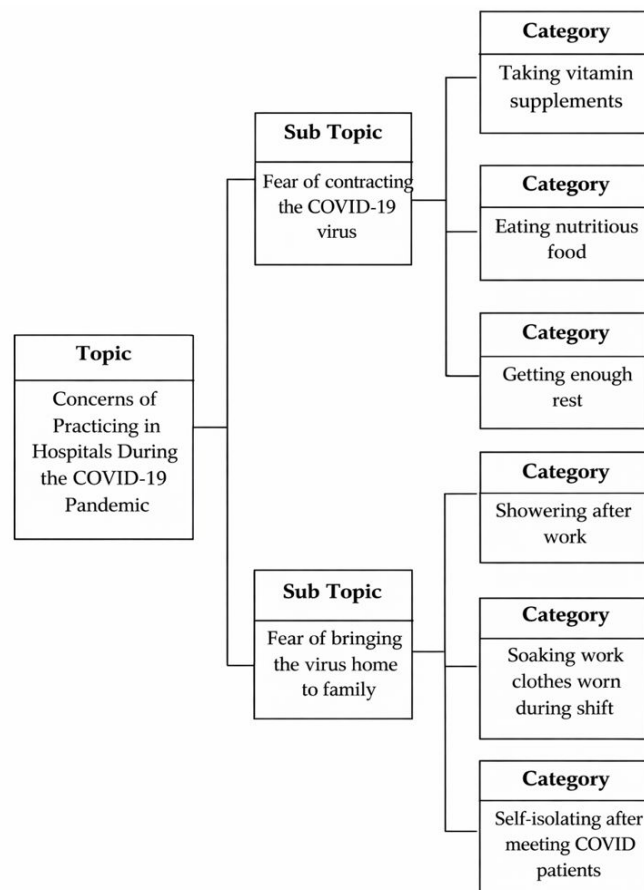 Topic
Concerns of
Practicing in
Hospitals During
the COVID-19
Pandemic
Sub Topic
Fear of contracting
the COVID-19
virus
Category
Taking vitamin
supplements
Category
Eating nutritious
food
Category
Getting enough
rest
Sub Topic
Fear of bringing
the virus home
to family
Category
Showering after
work
Category
Soaking work
clothes worn
during shift
Category
Self-isolating after
meeting COVID
patients